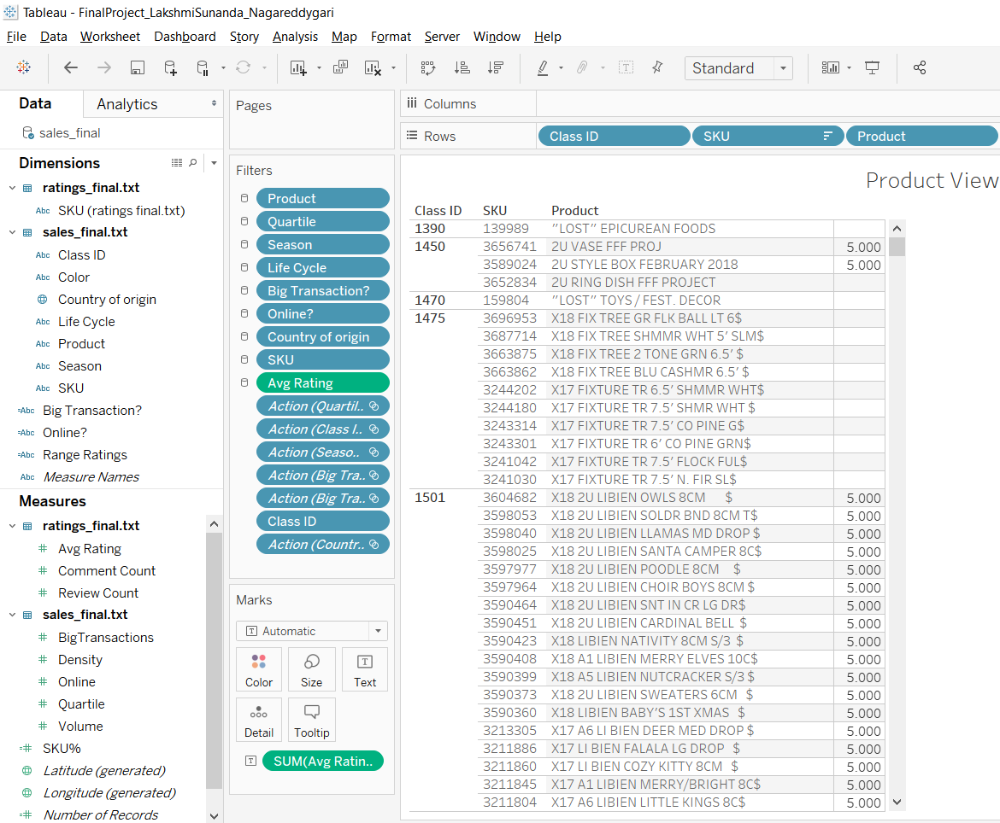 Tableau - FinalProject_LakshmiSunanda_Nagareddygari
File Data Worksheet Dashboard Story Analysis Map Format Server Window Help
Standard
Data Analytics
sales_final
Dimensions
ratings_final.txt
Abc SKU (ratings final.txt)
sales_final.txt
Abc Class ID
Abc Color
Country of origin
Abc Life Cycle
Abc Product
Abc Season
Abc SKU
=Abc Big Transaction?
=Abc Online?
=Abc Range Ratings
Abc Measure Names
Measures
ratings_final.txt
# Avg Rating
# Comment Count
# Review Count
sales_final.txt
# BigTransactions
# Density
# Online
# Quartile
# Volume
=# SKU%
Latitude (generated)
Longitude (generated)
=# Number of Records
Pages
Filters
Product
Quartile
Season
Life Cycle
Big Transaction?
Online?
Country of origin
SKU
Avg Rating
Action (Quartil..
Action (Class I..
Action (Seaso..
Action (Big Tra..
Action (Big Tra..
Class ID
Action (Countr..
Marks
T Automatic
Color Size Text
Detail Tooltip
T SUM(Avg Ratin..
Columns
Rows Class ID SKU Product
Product View
Class ID SKU Product
1390 139989 "LOST" EPICUREAN FOODS
1450 3656741 2U VASE FFF PROJ 5.000
3589024 2U STYLE BOX FEBRUARY 2018 5.000
3652834 2U RING DISH FFF PROJECT
1470 159804 "LOST" TOYS / FEST. DECOR
1475 3696953 X18 FIX TREE GR FLK BALL LT 6$
3687714 X18 FIX TREE SHMMR WHT 5' SLM$
3663875 X18 FIX TREE 2 TONE GRN 6.5' $
3663862 X18 FIX TREE BLU CASHMR 6.5' $
3244202 X17 FIXTURE TR 6.5' SHMMR WHT$
3244180 X17 FIXTURE TR 7.5' SHMR WHT $
3243314 X17 FIXTURE TR 7.5' CO PINE G$
3243301 X17 FIXTURE TR 6' CO PINE GRN$
3241042 X17 FIXTURE TR 7.5' FLOCK FUL$
3241030 X17 FIXTURE TR 7.5' N. FIR SL$
1501 3604682 X18 2U LIBIEN OWLS 8CM $ 5.000
3598053 X18 2U LIBIEN SOLDR BND 8CM T$ 5.000
3598040 X18 2U LIBIEN LLAMAS MD DROP $ 5.000
3598025 X18 2U LIBIEN SANTA CAMPER 8C$ 5.000
3597977 X18 2U LIBIEN POODLE 8CM $ 5.000
3597964 X18 2U LIBIEN CHOIR BOYS 8CM $ 5.000
3590464 X18 2U LIBIEN SNT IN CR LG DR$ 5.000
3590451 X18 2U LIBIEN CARDINAL BELL $ 5.000
3590423 X18 LIBIEN NATIVITY 8CM S/3 $ 5.000
3590408 X18 A1 LIBIEN MERRY ELVES 10C$ 5.000
3590399 X18 A5 LIBIEN NUTCRACKER S/3 $ 5.000
3590373 X18 2U LIBIEN SWEATERS 6CM $ 5.000
3590360 X18 LIBIEN BABY'S 1ST XMAS $ 5.000
3213305 X17 A6 LI BIEN DEER MED DROP $ 5.000
3211886 X17 LI BIEN FALALA LG DROP $ 5.000
3211860 X17 LI BIEN COZY KITTY 8CM $ 5.000
3211845 X17 A1 LIBIEN MERRY/BRIGHT 8C$ 5.000
3211804 X17 A6 LIBIEN LITTLE KINGS 8C$ 5.000